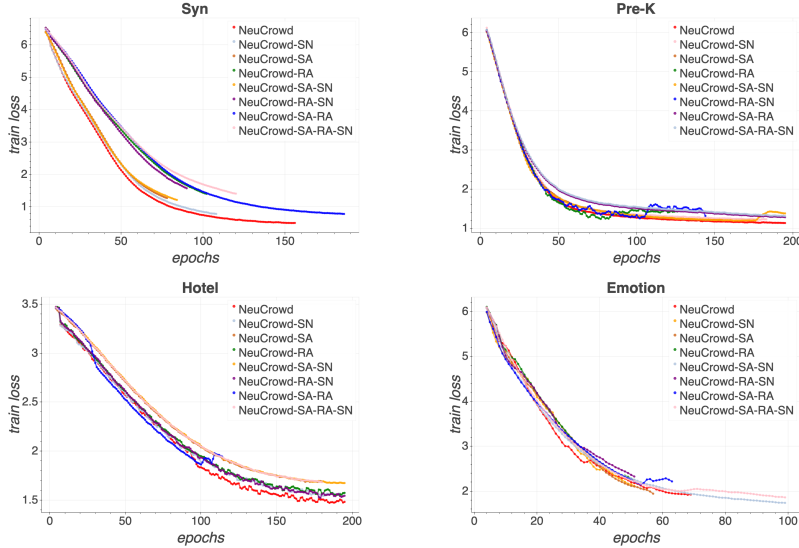 Syn
train loss
6
5
4
3
2
1
0
50
100
150
epochs
NeuCrowd
NeuCrowd-SN
NeuCrowd-SA
NeuCrowd-RA
NeuCrowd-SA-SN
NeuCrowd-RA-SN
NeuCrowd-SA-RA
NeuCrowd-SA-RA-SN
Pre-K
train loss
6
5
4
3
2
1
0
50
100
150
200
epochs
NeuCrowd
NeuCrowd-SN
NeuCrowd-SA
NeuCrowd-RA
NeuCrowd-SA-SN
NeuCrowd-RA-SN
NeuCrowd-SA-RA
NeuCrowd-SA-RA-SN
Hotel
train loss
3.5
3
2.5
2
1.5
0
50
100
150
200
epochs
NeuCrowd
NeuCrowd-SN
NeuCrowd-SA
NeuCrowd-RA
NeuCrowd-SA-SN
NeuCrowd-RA-SN
NeuCrowd-SA-RA
NeuCrowd-SA-RA-SN
Emotion
train loss
6
5
4
3
2
0
20
40
60
80
100
epochs
NeuCrowd
NeuCrowd-SN
NeuCrowd-SA
NeuCrowd-RA
NeuCrowd-SA-SN
NeuCrowd-RA-SN
NeuCrowd-SA-RA
NeuCrowd-SA-RA-SN